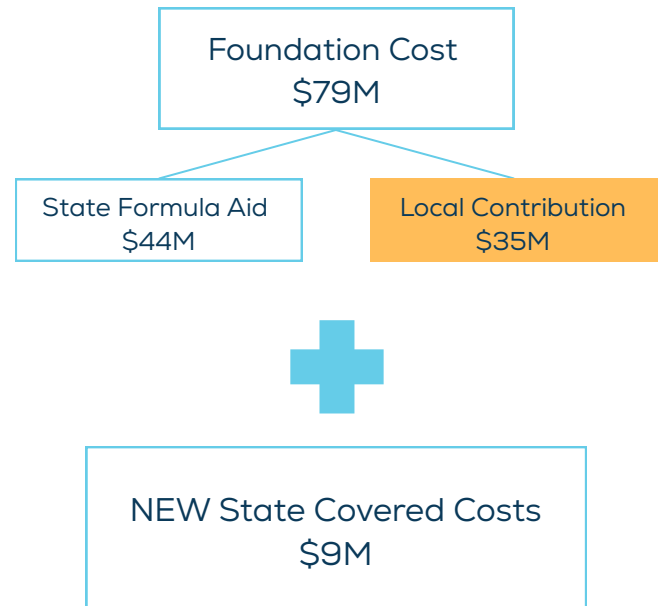 Foundation Cost
$79M
State Formula Aid
$44M
Local Contribution
$35M
NEW State Covered Costs
$9M